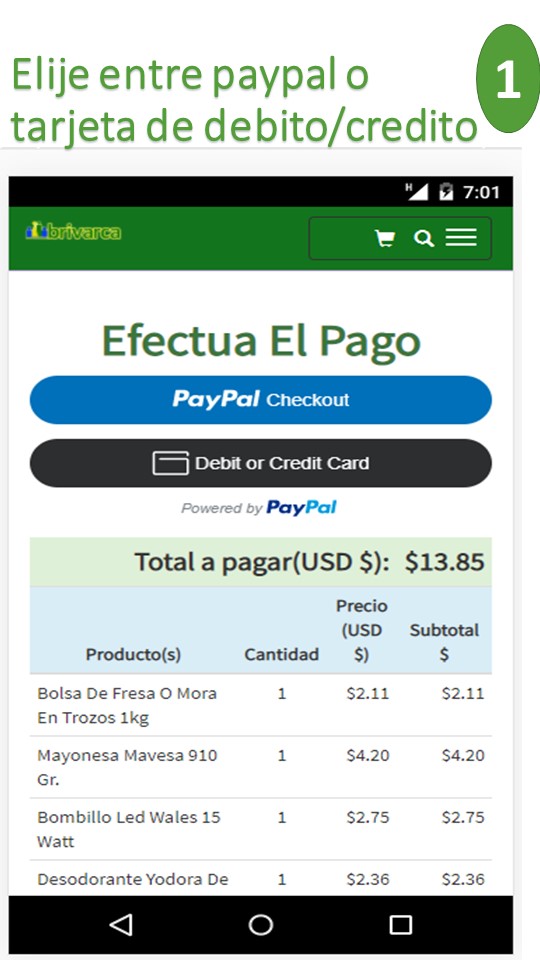 Elije entre paypal o
tarjeta de debito/credito
1
H 7:01
brivarca
Efectua El Pago
PayPal Checkout
Debit or Credit Card
Powered by PayPal
Total a pagar(USD $): $13.85
Precio
(USD Subtotal
Producto(s) Cantidad $) $
Bolsa De Fresa O Mora 1 $2.11 $2.11
En Trozos 1kg
Mayonesa Mavesa 910 1 $4.20 $4.20
Gr.
Bombillo Led Wales 15 1 $2.75 $2.75
Watt
Desodorante Yodora De 1 $2.36 $2.36